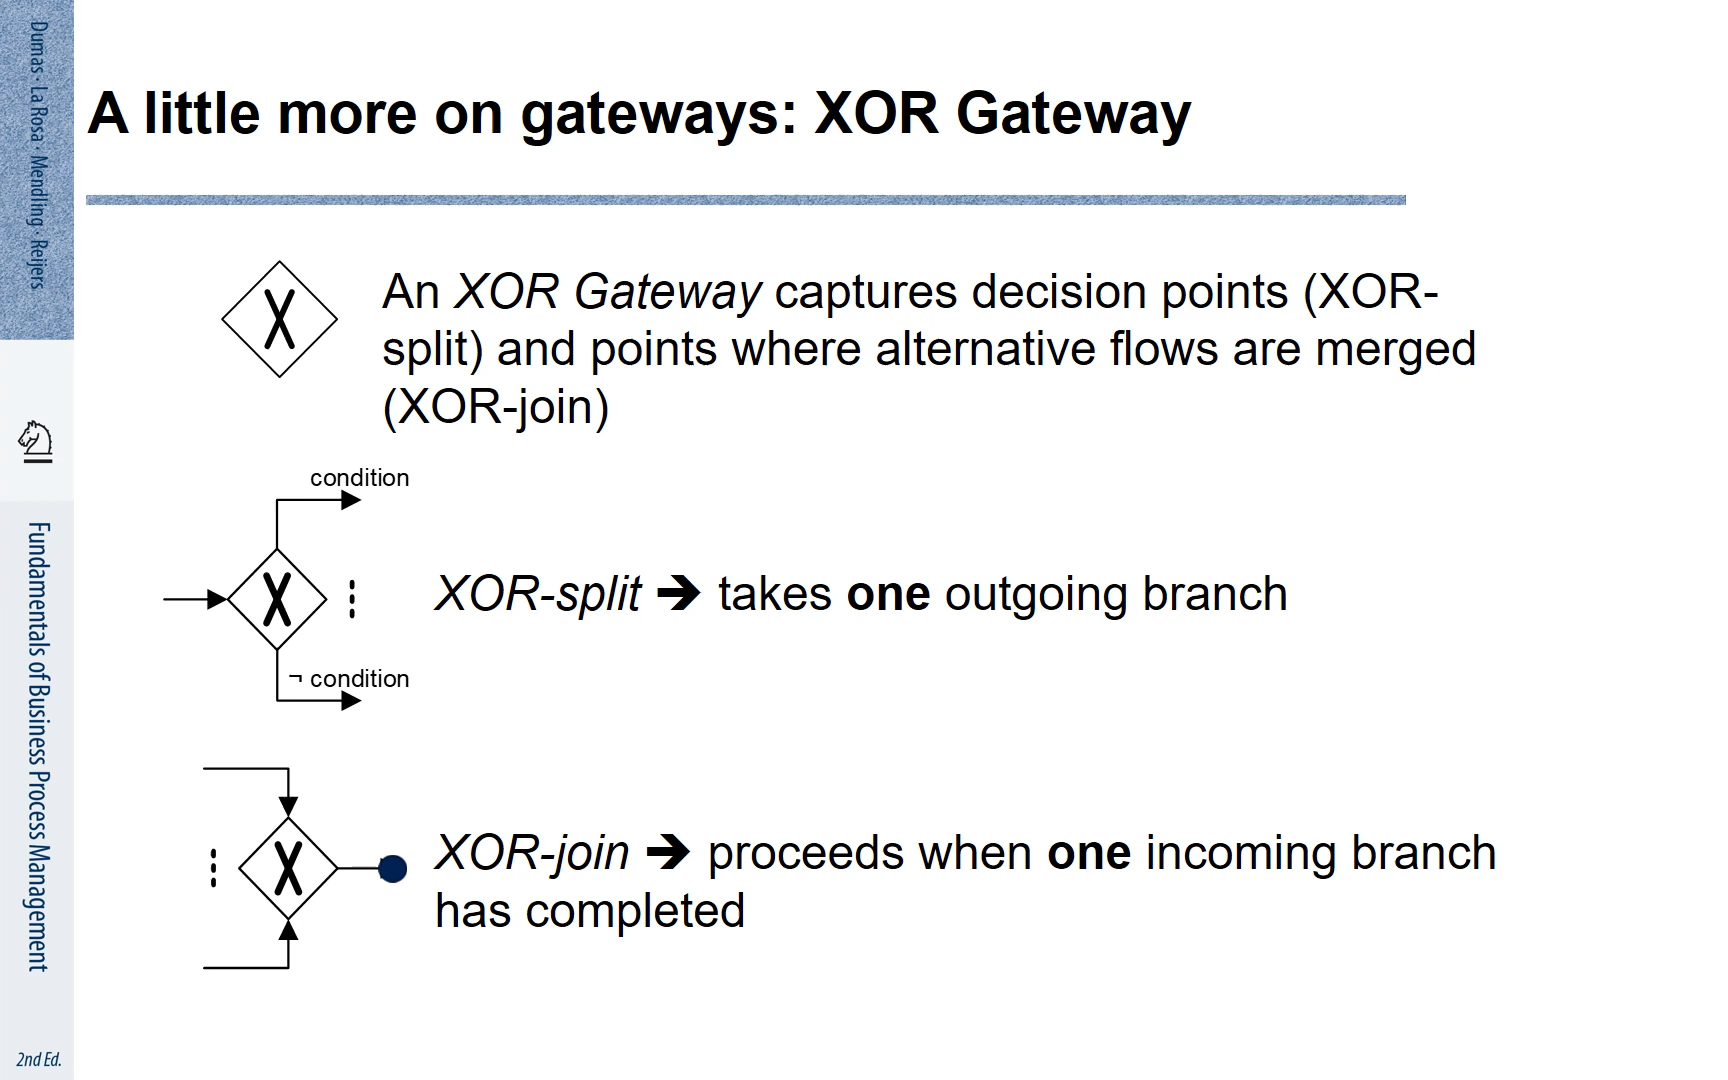 Dumas · La Rosa · Mendling · Reijers
Fundamentals of Business Process Management
2nd Ed.
A little more on gateways: XOR Gateway
X
An XOR Gateway captures decision points (XOR-
split) and points where alternative flows are merged
(XOR-join)
condition
X
¬ condition
XOR-split ➔ takes one outgoing branch
X
XOR-join ➔ proceeds when one incoming branch
has completed